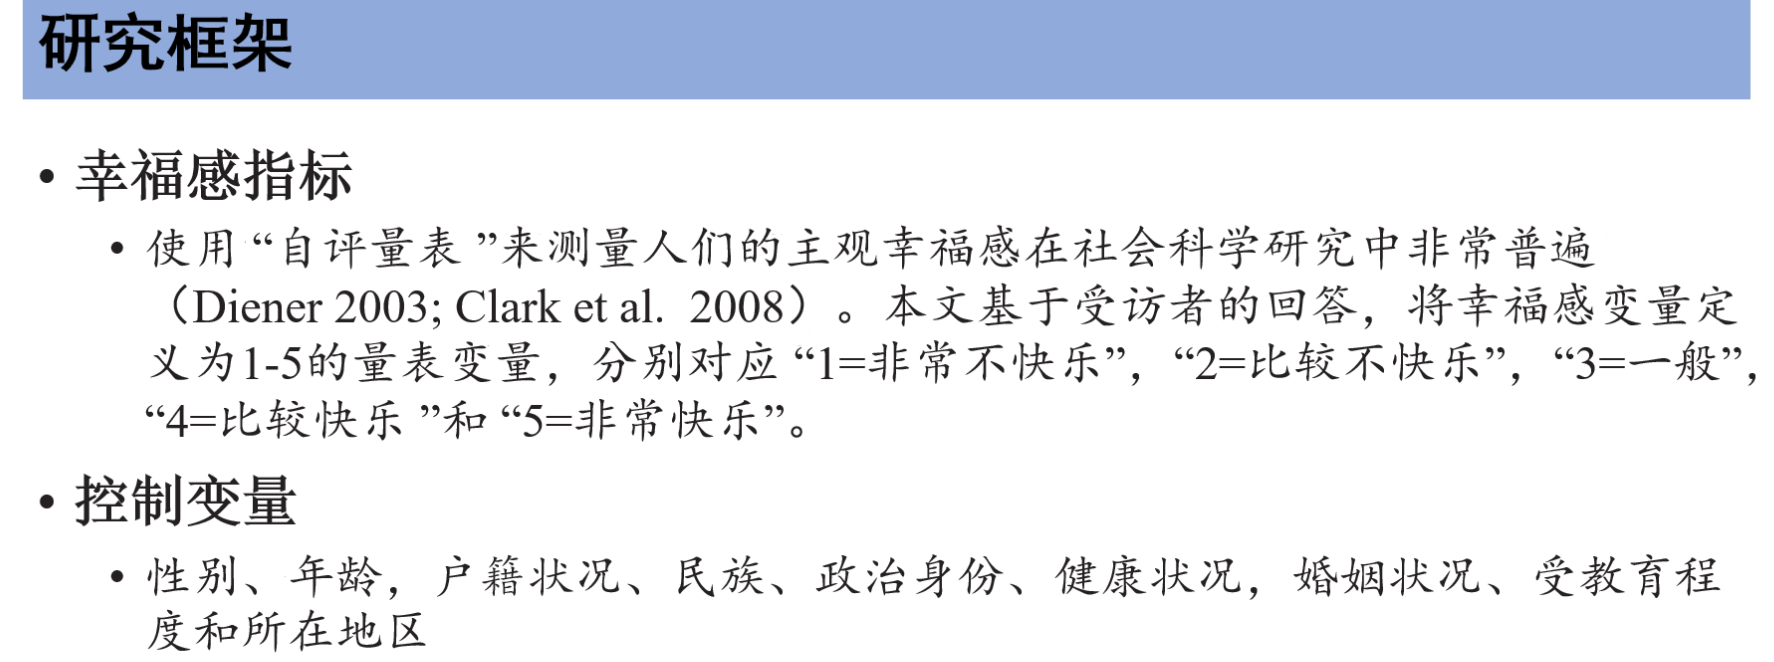 研究框架
• 幸福感指标
• 使用“自评量表”来测量人们的主观幸福感在社会科学研究中非常普遍
（Diener 2003; Clark et al. 2008）。本文基于受访者的回答，将幸福感变量定
义为1-5的量表变量，分别对应“1=非常不快乐”，“2=比较不快乐”，“3=一般”，
“4=比较快乐 ”和“5=非常快乐”。
• 控制变量
• 性别、年龄，户籍状况、民族、政治身份、健康状况，婚姻状况、受教育程
度和所在地区